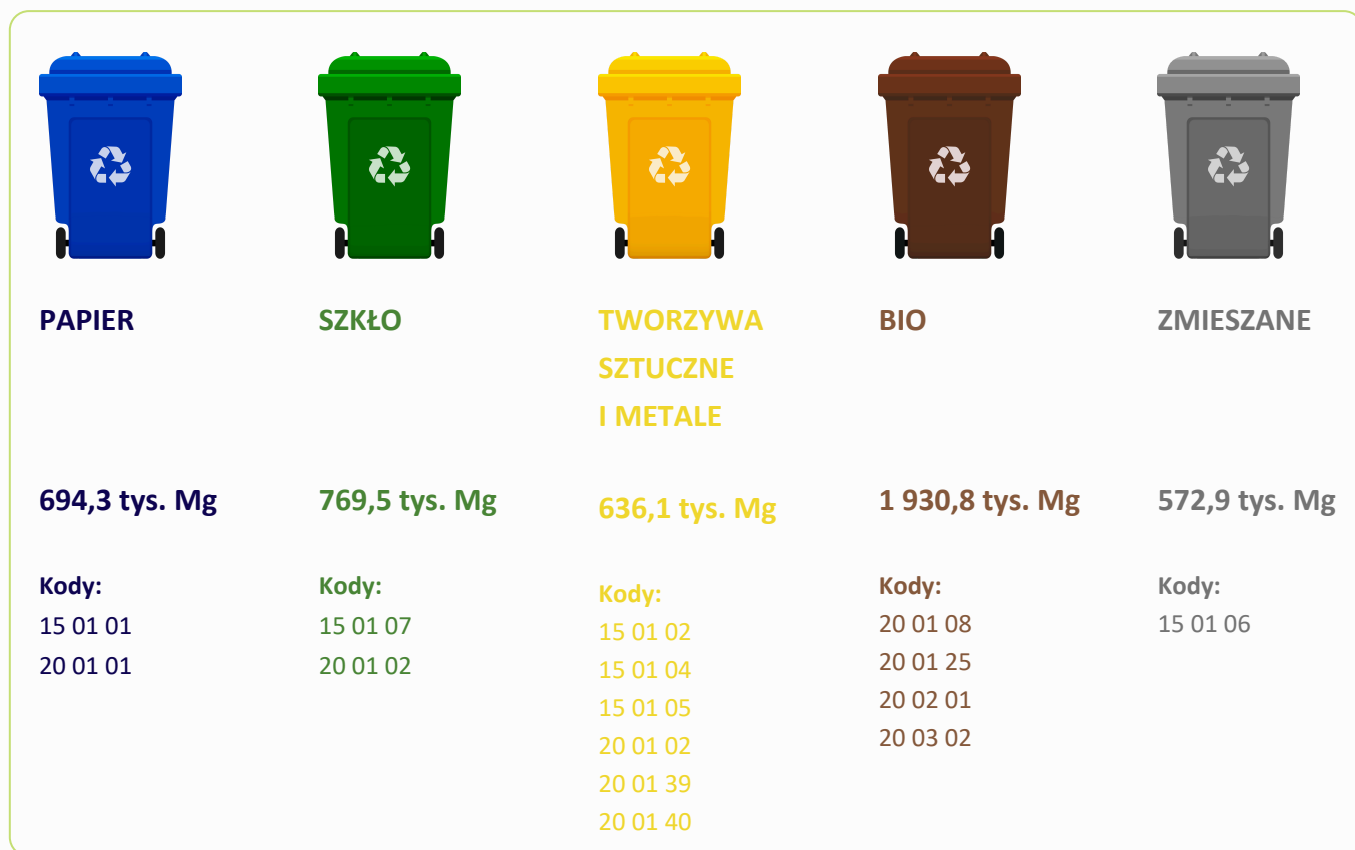 PAPIER
694,3 tys. Mg
Kody:
15 01 01
20 01 01
SZKŁO
769,5 tys. Mg
Kody:
15 01 07
20 01 02
TWORZYWA
SZTUCZNE
I METALE
636,1 tys. Mg
Kody:
15 01 02
15 01 04
15 01 05
20 01 02
20 01 39
20 01 40
BIO
1 930,8 tys. Mg
Kody:
20 01 08
20 01 25
20 02 01
20 03 02
ZMIESZANE
572,9 tys. Mg
Kody:
15 01 06